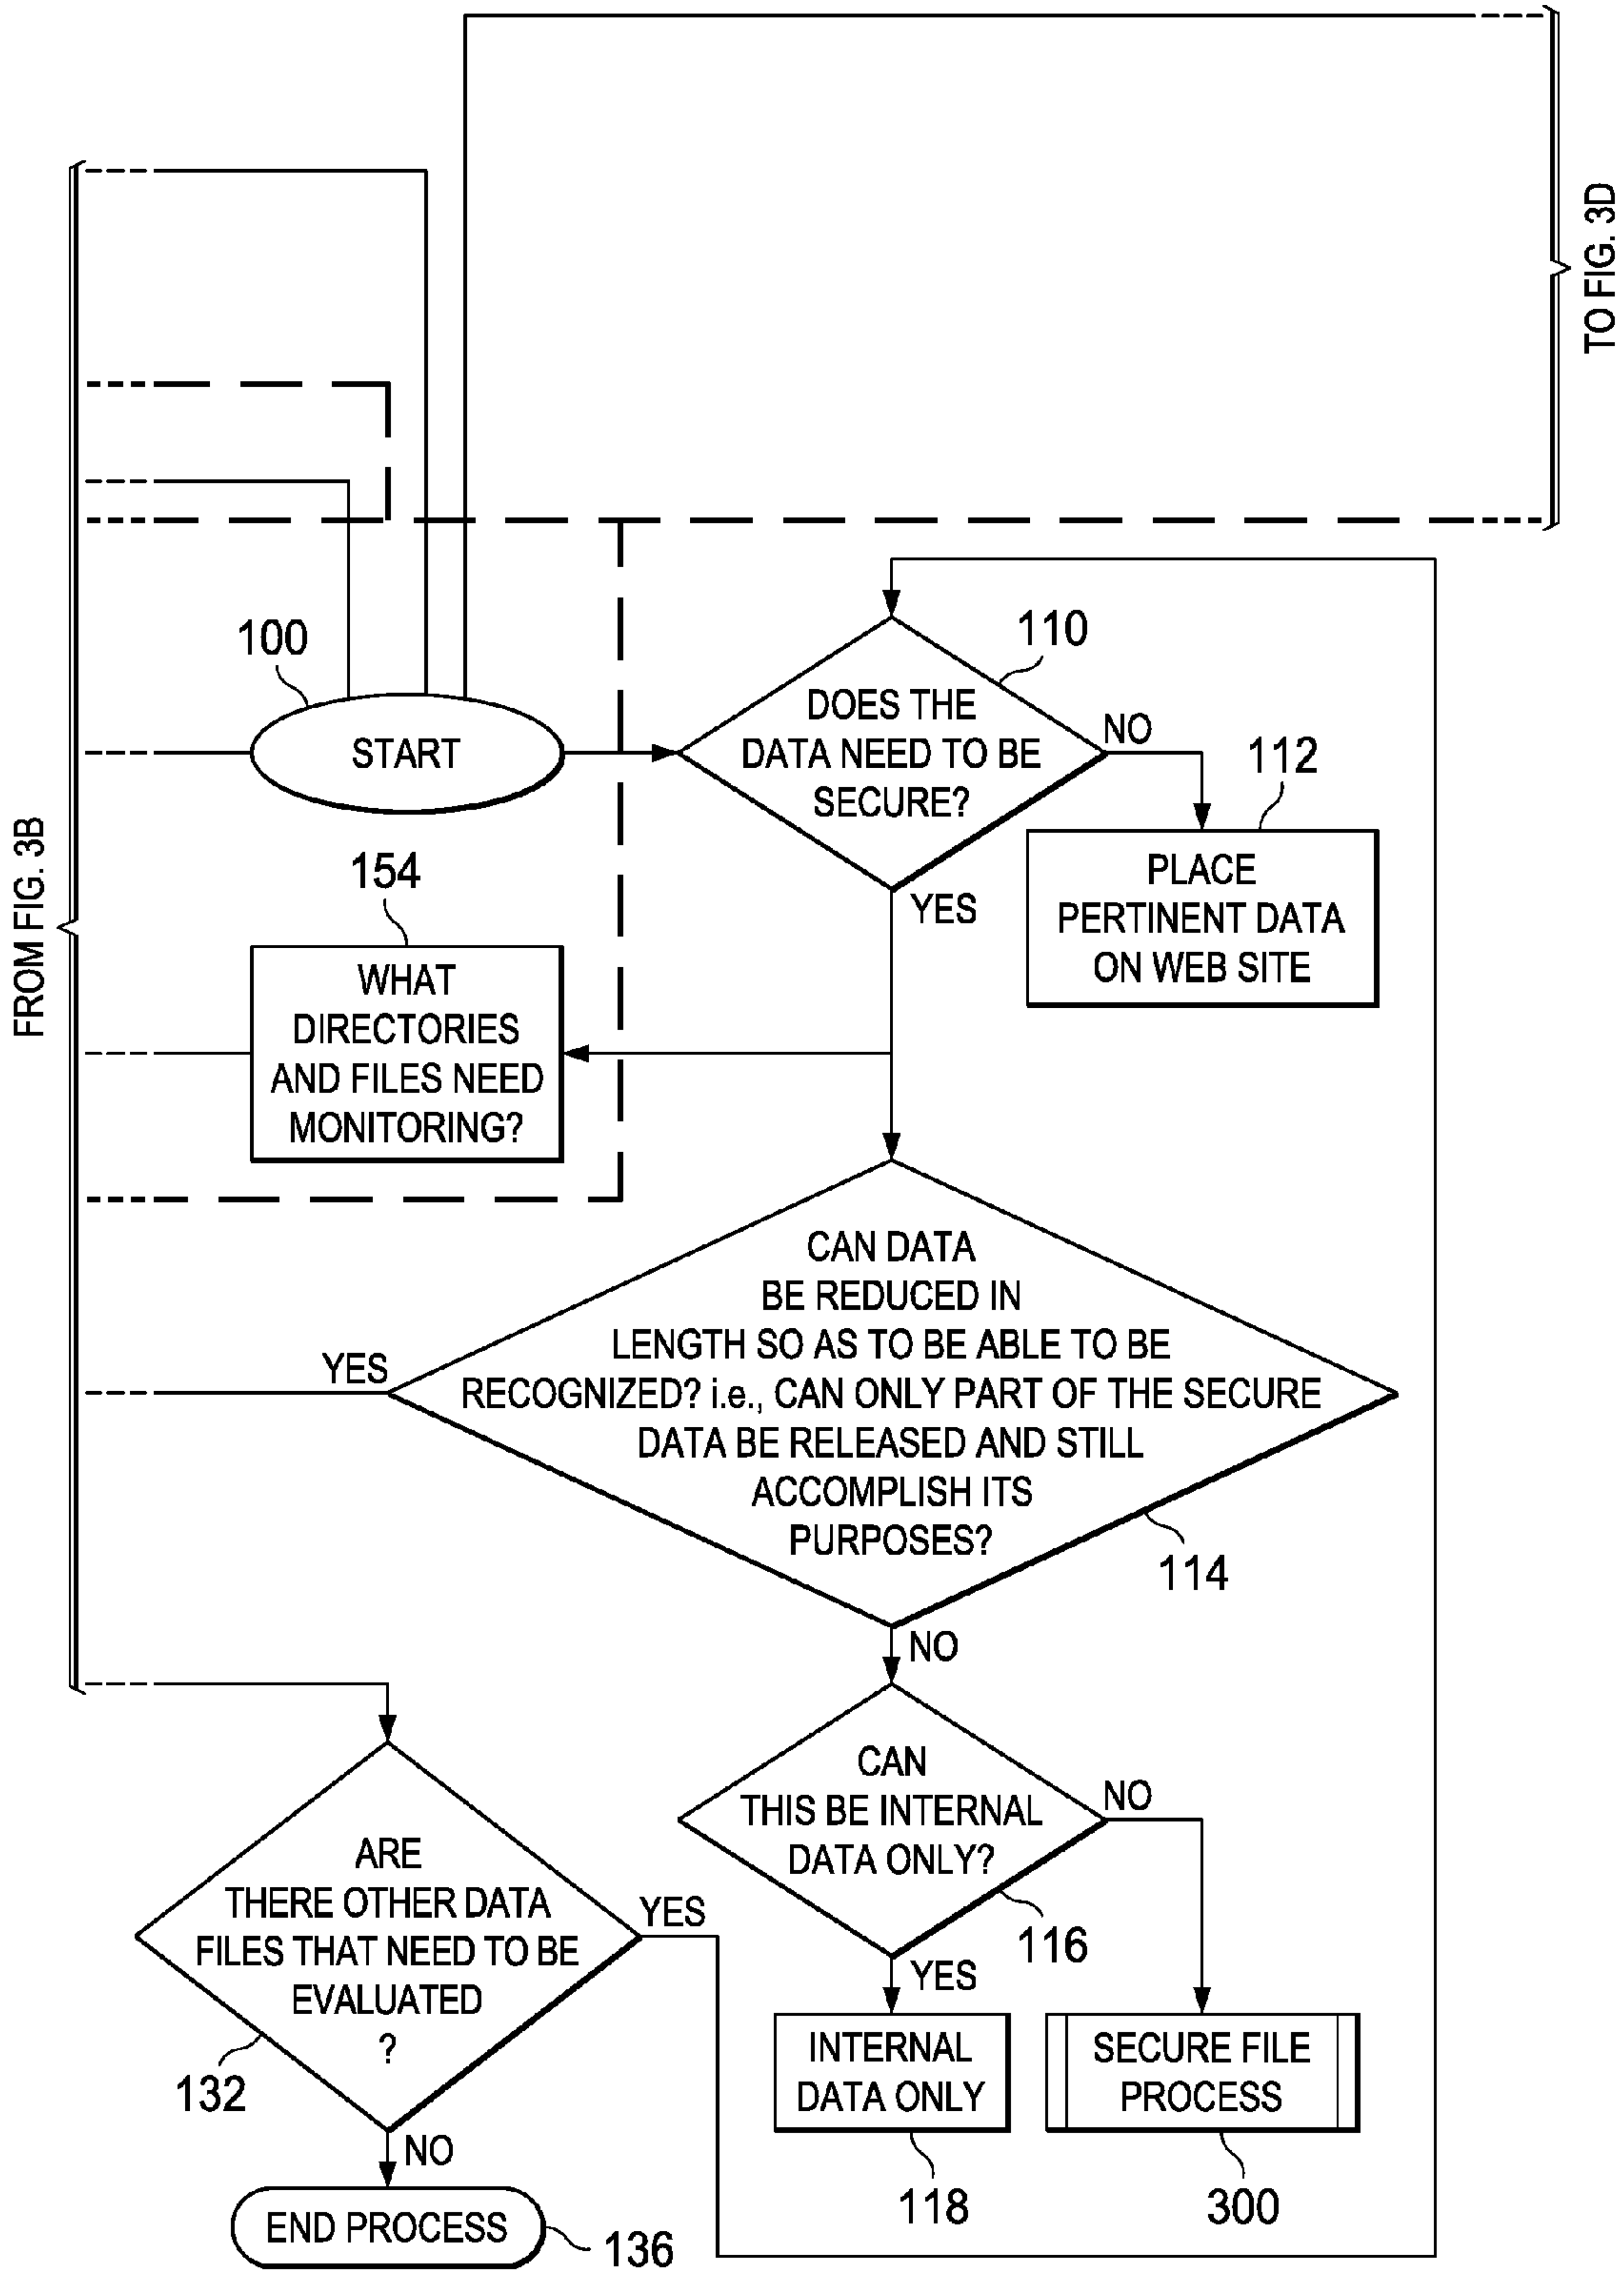 TO FIG. 3D
FROM FIG. 3B
100
START
110
DOES THE
DATA NEED TO BE
SECURE?
NO
YES
112
PLACE
PERTINENT DATA
ON WEB SITE
154
WHAT
DIRECTORIES
AND FILES NEED
MONITORING?
CAN DATA
BE REDUCED IN
LENGTH SO AS TO BE ABLE TO BE
RECOGNIZED? i.e., CAN ONLY PART OF THE SECURE
DATA BE RELEASED AND STILL
ACCOMPLISH ITS
PURPOSES?
YES
114
NO
CAN
THIS BE INTERNAL
DATA ONLY?
NO
116
YES
INTERNAL
DATA ONLY
118
SECURE FILE
PROCESS
300
ARE
THERE OTHER DATA
FILES THAT NEED TO BE
EVALUATED
?
YES
132
NO
END PROCESS
136